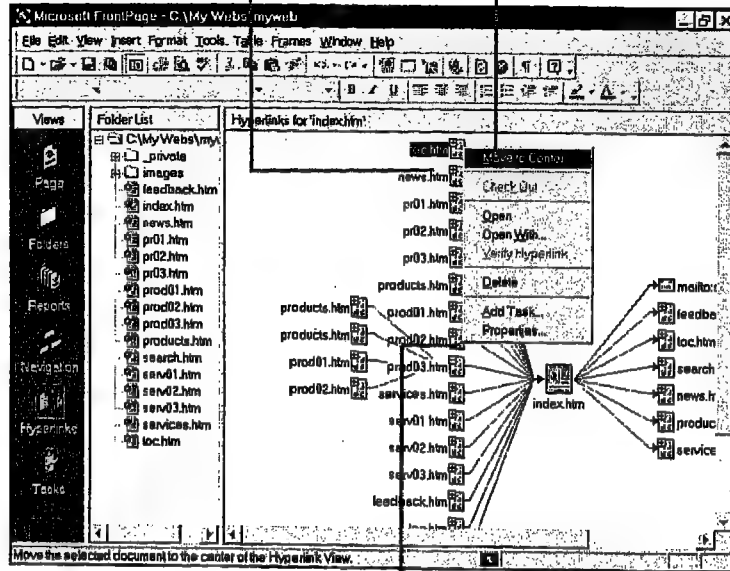 Microsoft FrontPage - C:\My Webs\myweb
File Edit View Insert Format Tools Table Frames Window Help
B I U A
Views
Page
Folders
Reports
Navigation
Hyperlinks
Tasks
Folder List
C:\My Webs\my
_private
images
feedback.htm
index.htm
news.htm
pr01.htm
pr02.htm
pr03.htm
prod01.htm
prod02.htm
prod03.htm
products.htm
search.htm
serv01.htm
serv02.htm
serv03.htm
services.htm
toc.htm
Hyperlinks for 'index.htm'
news.htm
pr01.htm
pr02.htm
pr03.htm
products.htm
prod01.htm
prod02.htm
prod03.htm
services.htm
serv01.htm
serv02.htm
serv03.htm
feedback.htm
products.htm
products.htm
prod01.htm
prod02.htm
Move to Center
Check Out
Open
Open With...
Verify Hyperlink
Delete
Add Task...
Properties...
index.htm
mailto:
feedba
toc.htm
search
news.h
produc
service
Move the selected document to the center of the Hyperlink View.